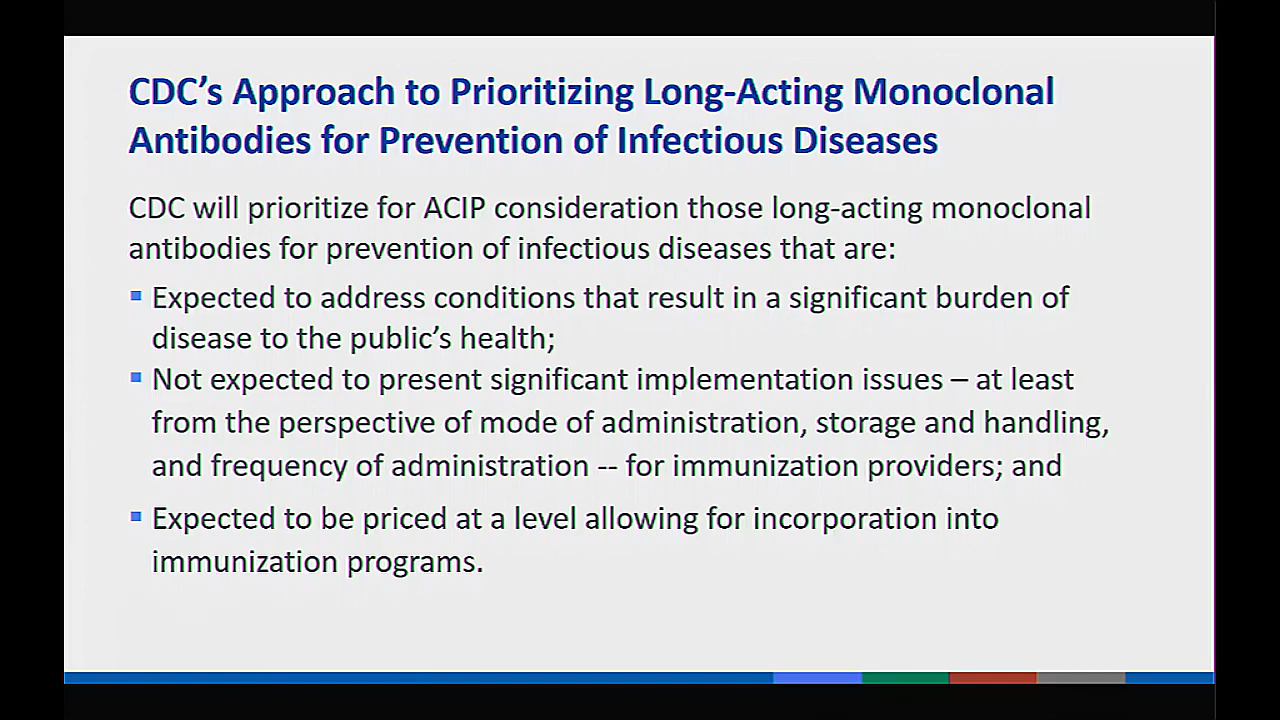 CDC’s Approach to Prioritizing Long-Acting Monoclonal
Antibodies for Prevention of Infectious Diseases
CDC will prioritize for ACIP consideration those long-acting monoclonal
antibodies for prevention of infectious diseases that are:
▪ Expected to address conditions that result in a significant burden of
disease to the public’s health;
▪ Not expected to present significant implementation issues – at least
from the perspective of mode of administration, storage and handling,
and frequency of administration -- for immunization providers; and
▪ Expected to be priced at a level allowing for incorporation into
immunization programs.